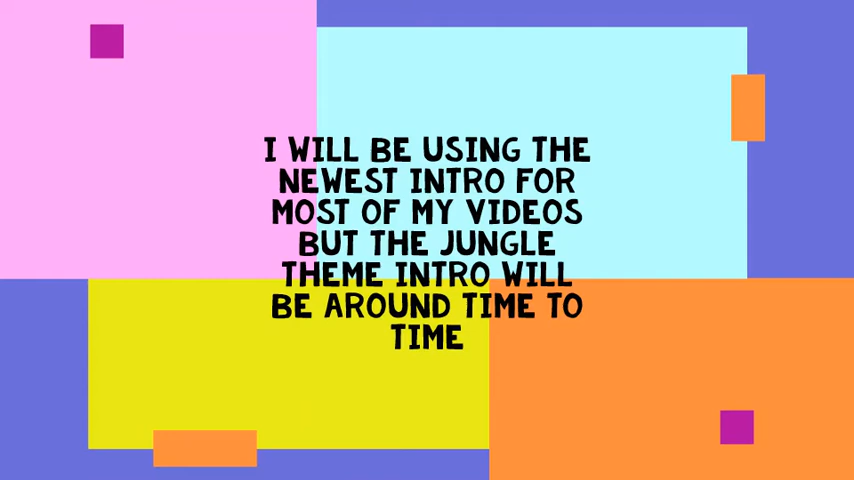 I WILL BE USING THE
NEWEST INTRO FOR
MOST OF MY VIDEOS
BUT THE JUNGLE
THEME INTRO WILL
BE AROUND TIME TO
TIME